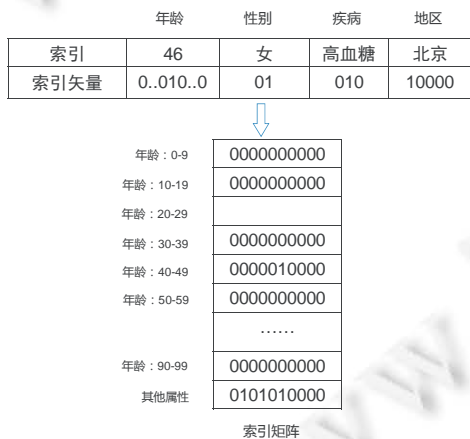 年龄 性别 疾病 地区
索引 46 女 高血糖 北京
索引矢量 0..010..0 01 010 10000
年龄：0-9 0000000000
年龄：10-19 0000000000
年龄：20-29
年龄：30-39 0000000000
年龄：40-49 0000010000
年龄：50-59 0000000000
……
年龄：90-99 0000000000
其他属性 0101010000
索引矩阵